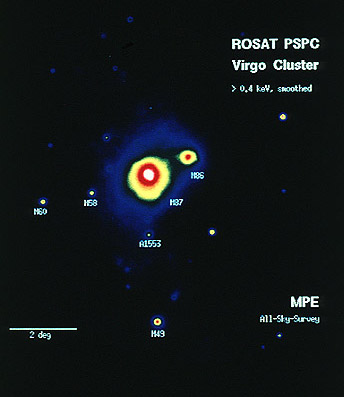 ROSAT PSPC
Virgo Cluster
> 0.4 keV, smoothed
M86
M58
M87
M60
A1553
MPE
All-Sky-Survey
2 deg
M49